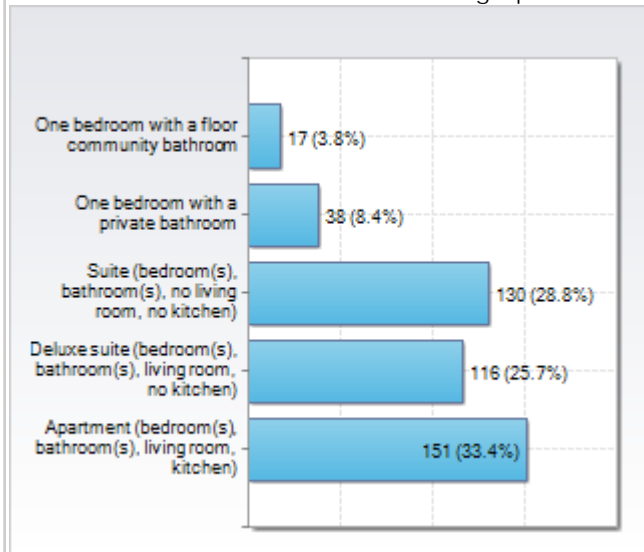 One bedroom with a floor
community bathroom
17 (3.8%)
One bedroom with a
private bathroom
38 (8.4%)
Suite (bedroom(s),
bathroom(s), no living
room, no kitchen)
130 (28.8%)
Deluxe suite (bedroom(s),
bathroom(s), living room,
no kitchen)
116 (25.7%)
Apartment (bedroom(s),
bathroom(s), living room,
kitchen)
151 (33.4%)